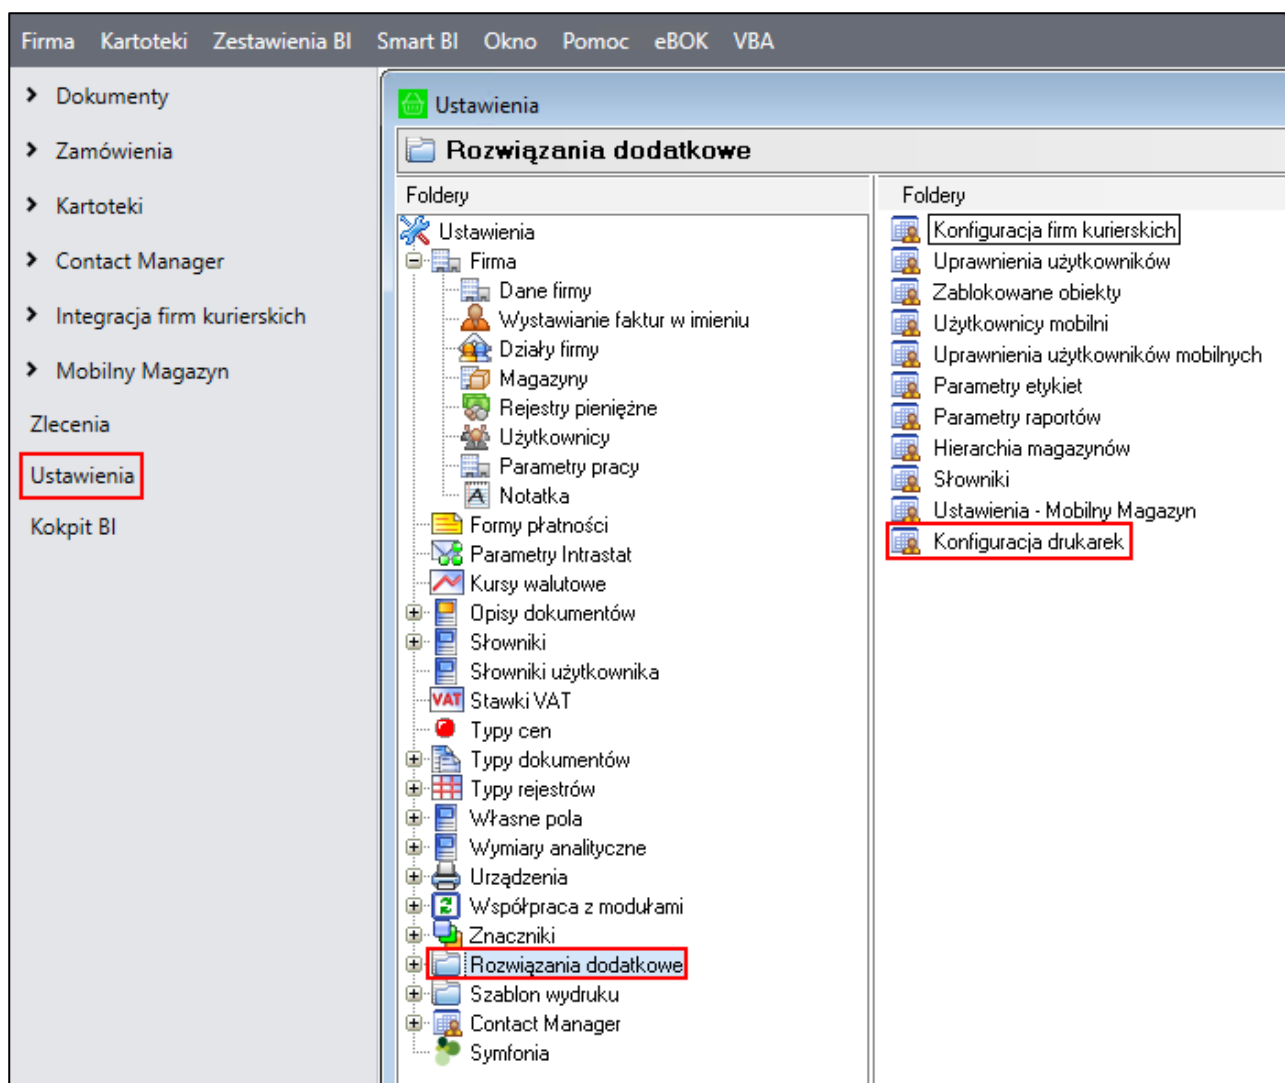 Firma Kartoteki Zestawienia BI Smart BI Okno Pomoc eBOK VBA
Dokumenty
Zamówienia
Kartoteki
Contact Manager
Integracja firm kurierskich
Mobilny Magazyn
Zlecenia
Ustawienia
Kokpit BI
Ustawienia
Rozwiązania dodatkowe
Foldery
Ustawienia
Firma
Dane firmy
Wystawianie faktur w imieniu
Działy firmy
Magazyny
Rejestry pieniężne
Użytkownicy
Parametry pracy
Notatka
Formy płatności
Parametry Intrastat
Kursy walutowe
Opisy dokumentów
Słowniki
Słowniki użytkownika
VAT Stawki VAT
Typy cen
Typy dokumentów
Typy rejestrów
Własne pola
Wymiary analityczne
Urządzenia
Współpraca z modułami
Znaczniki
Rozwiązania dodatkowe
Szablon wydruku
Contact Manager
Symfonia
Foldery
Konfiguracja firm kurierskich
Uprawnienia użytkowników
Zablokowane obiekty
Użytkownicy mobilni
Uprawnienia użytkowników mobilnych
Parametry etykiet
Parametry raportów
Hierarchia magazynów
Słowniki
Ustawienia - Mobilny Magazyn
Konfiguracja drukarek